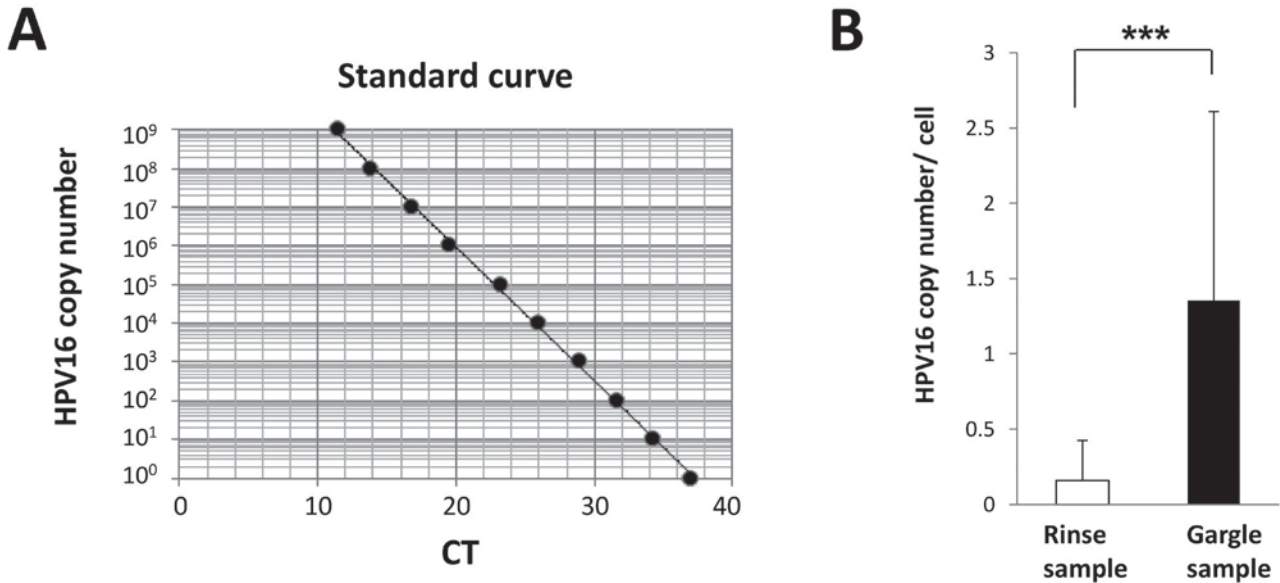 A
Standard curve
HPV16 copy number
10⁹
10⁸
10⁷
10⁶
10⁵
10⁴
10³
10²
10¹
10⁰
0 10 20 30 40
CT
B
***
HPV16 copy number/ cell
3
2.5
2
1.5
1
0.5
0
Rinse
sample
Gargle
sample